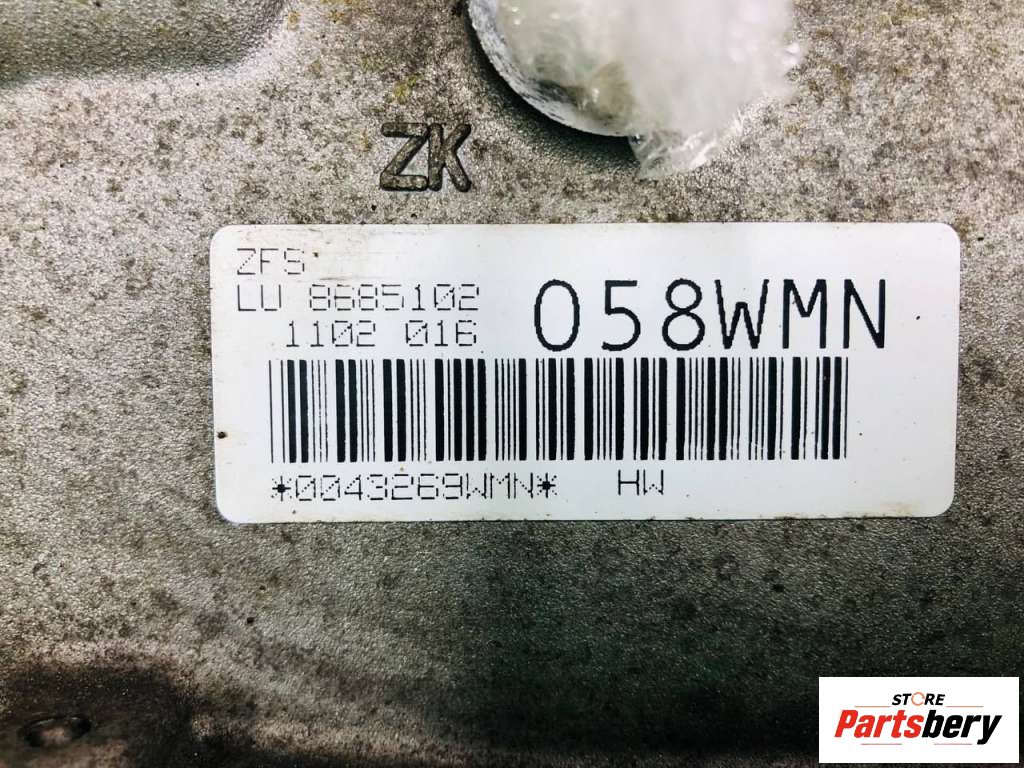 ZK
ZFS
LU 8685102
1102 016
058WMN
*0043269WMN* HW
STORE
Partsbery